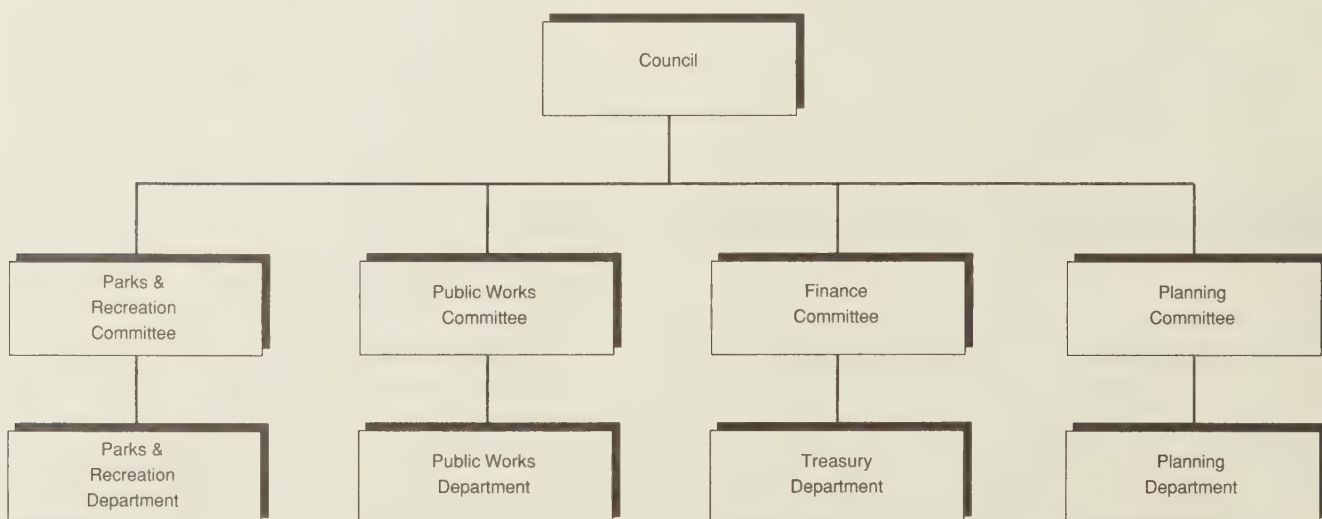 Council
Parks &
Recreation
Committee
Public Works
Committee
Finance
Committee
Planning
Committee
Parks &
Recreation
Department
Public Works
Department
Treasury
Department
Planning
Department